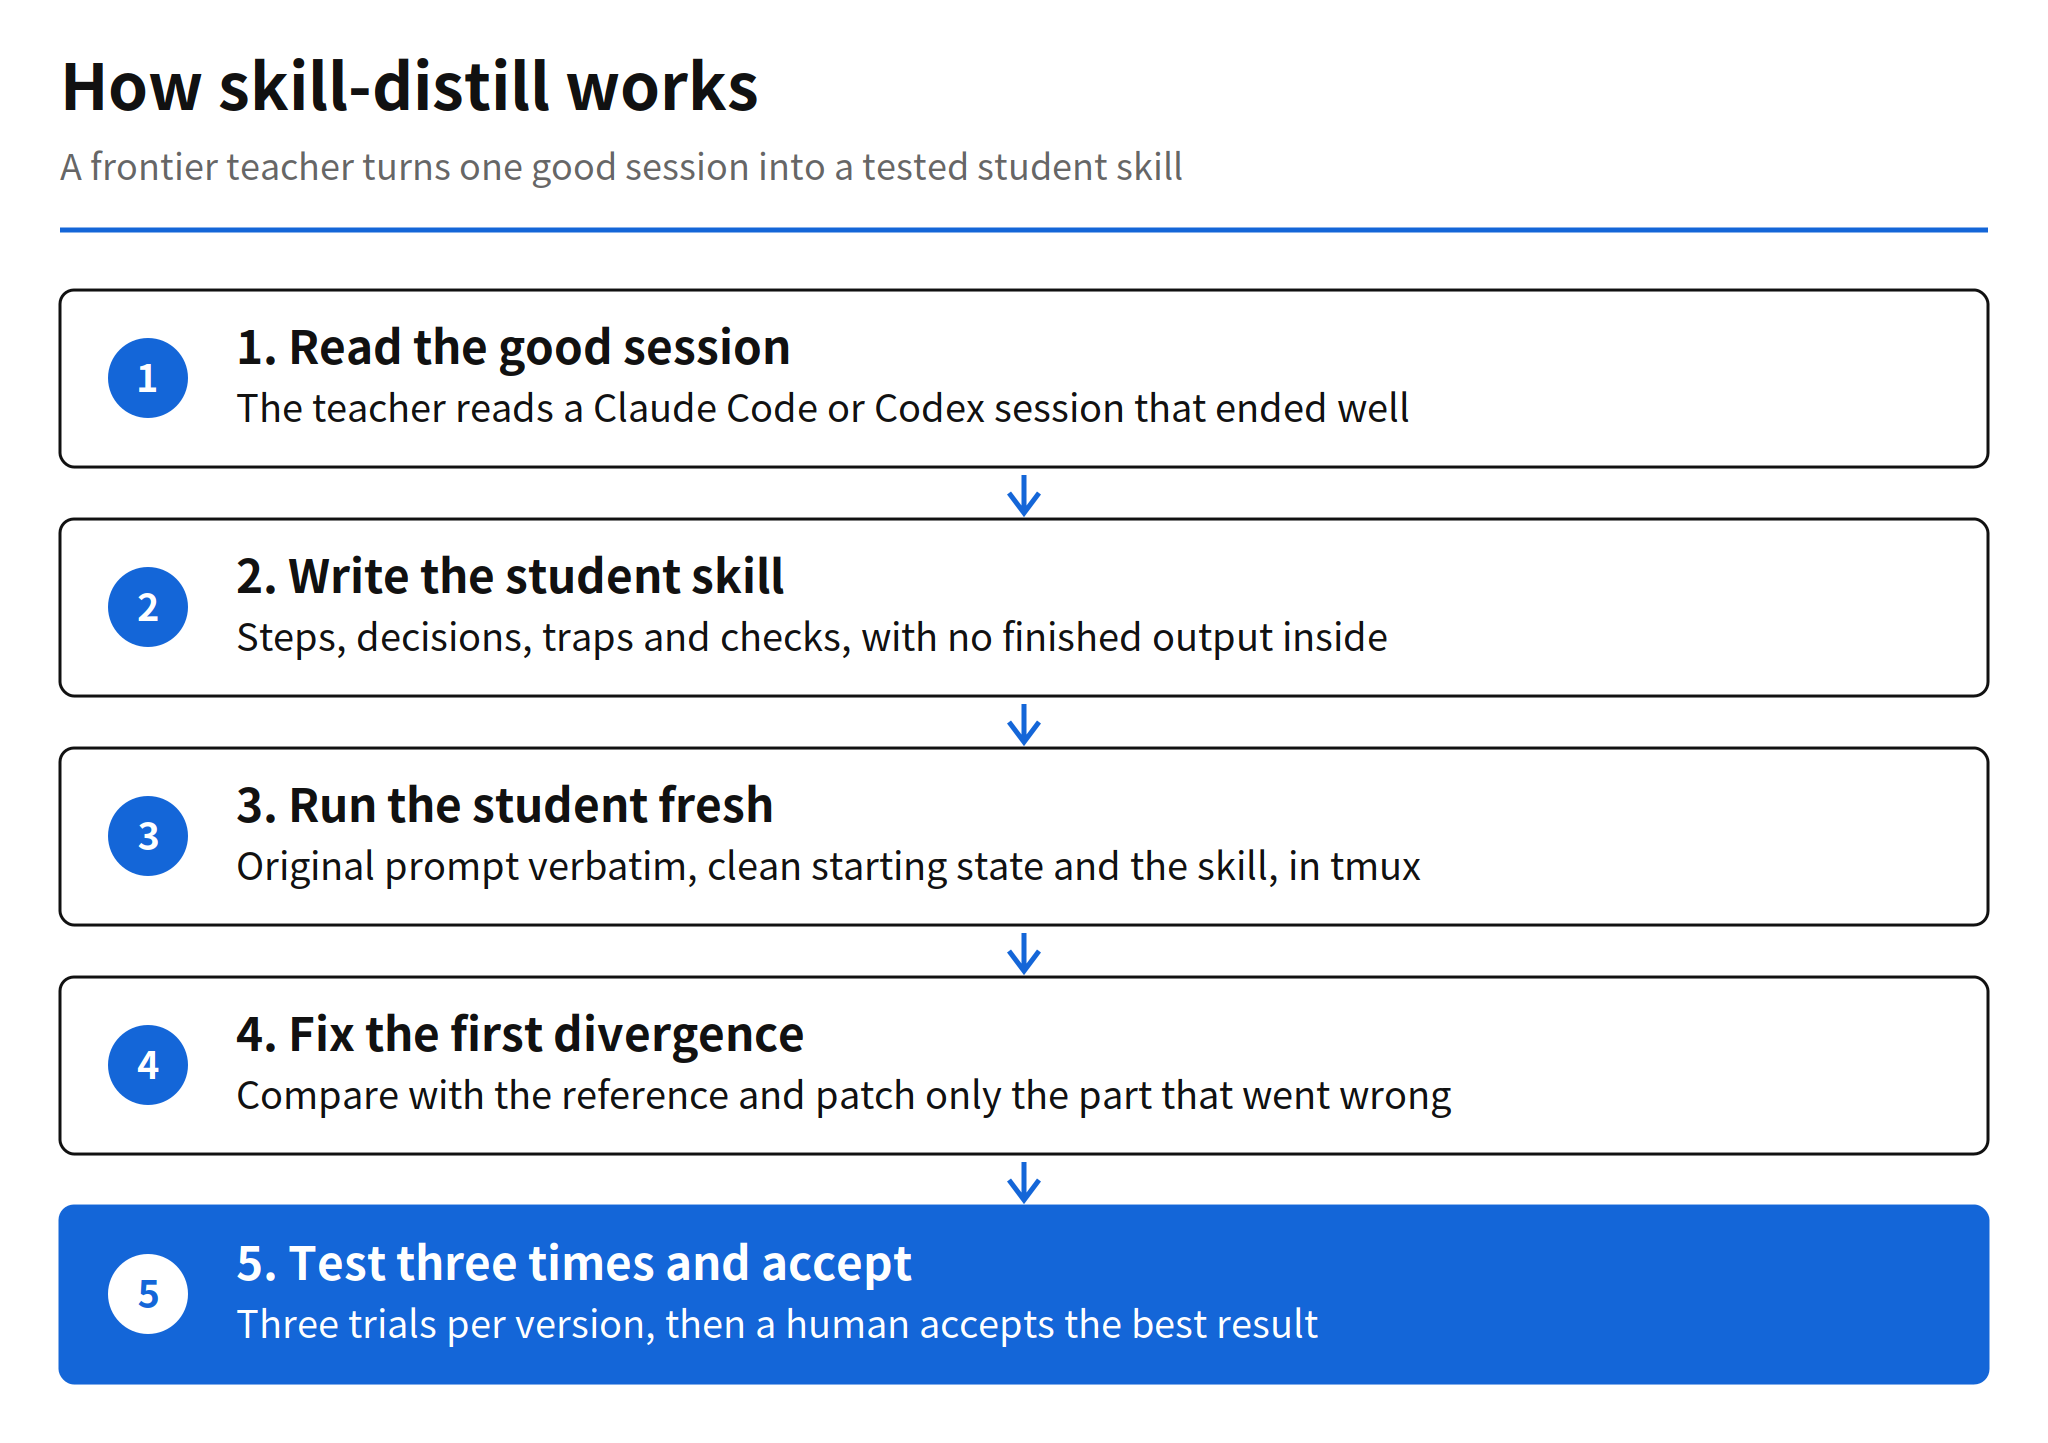 How skill-distill works
A frontier teacher turns one good session into a tested student skill
1
1. Read the good session
The teacher reads a Claude Code or Codex session that ended well
2
2. Write the student skill
Steps, decisions, traps and checks, with no finished output inside
3
3. Run the student fresh
Original prompt verbatim, clean starting state and the skill, in tmux
4
4. Fix the first divergence
Compare with the reference and patch only the part that went wrong
5
5. Test three times and accept
Three trials per version, then a human accepts the best result